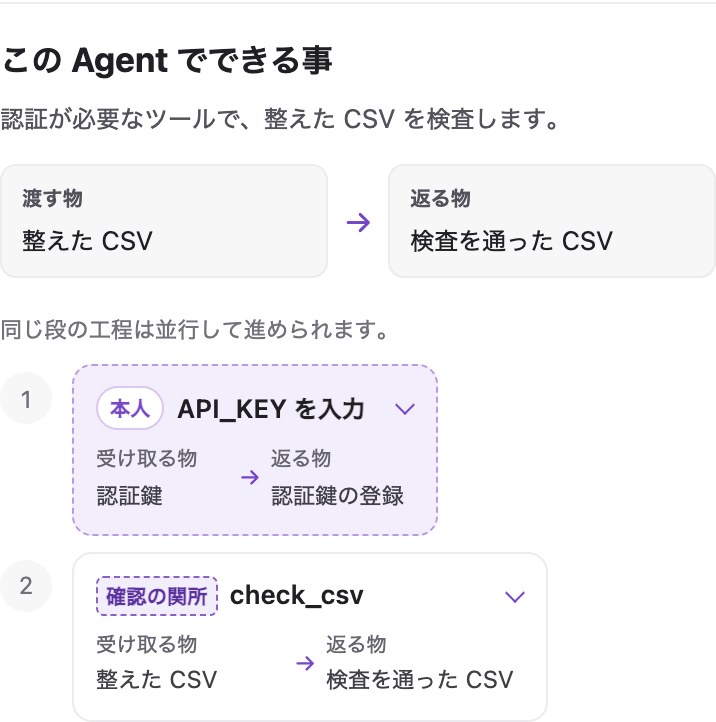 この Agent でできる事
認証が必要なツールで、整えた CSV を検査します。
渡す物
整えた CSV
返る物
検査を通った CSV
同じ段の工程は並行して進められます。
1
本人 API_KEY を入力
受け取る物
認証鍵
返る物
認証鍵の登録
2
確認の関所 check_csv
受け取る物
整えた CSV
返る物
検査を通った CSV